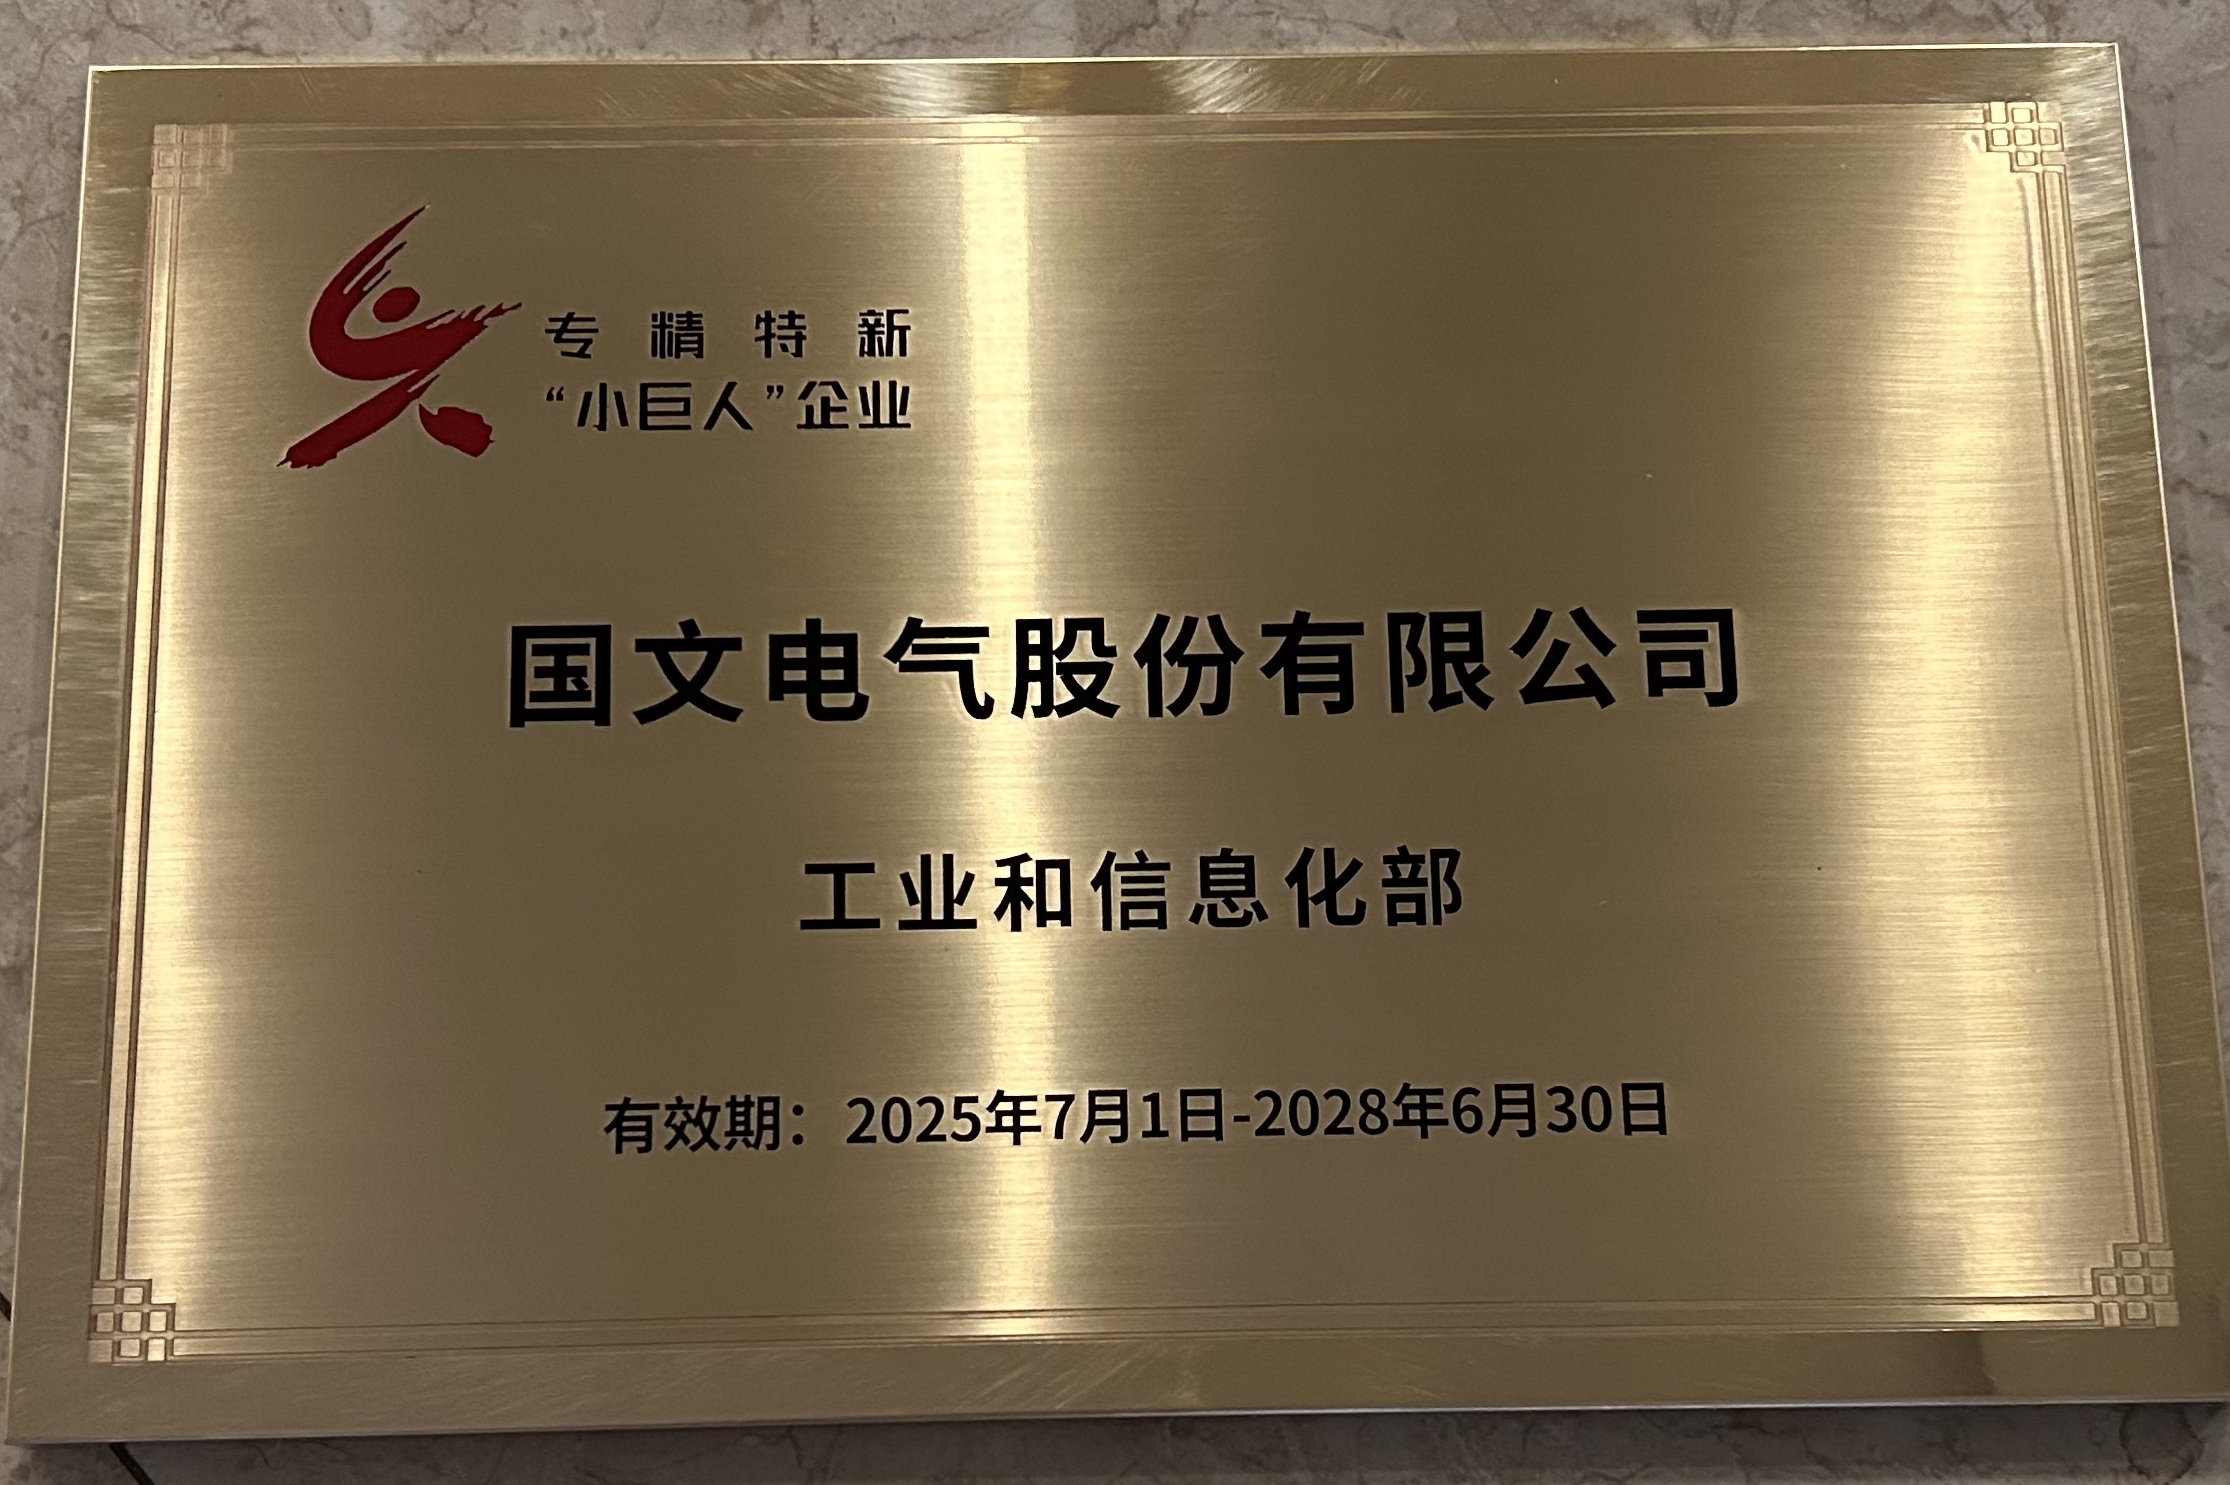 专精特新
“小巨人”企业
国文电气股份有限公司
工业和信息化部
有效期：2025年7月1日-2028年6月30日